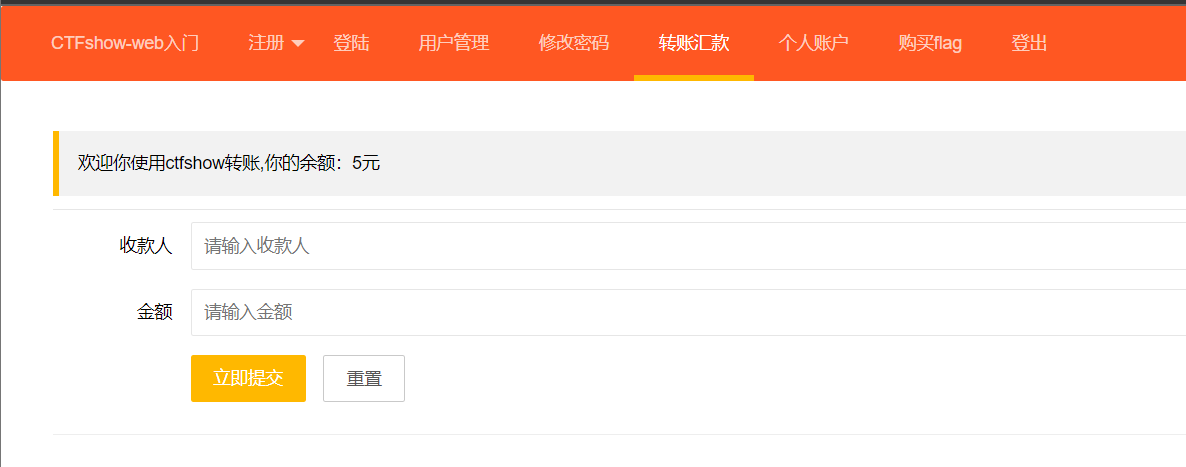 CTFshow-web入门 注册 登陆 用户管理 修改密码 转账汇款 个人账户 购买flag 登出
欢迎你使用ctfshow转账,你的余额：5元
收款人 请输入收款人
金额 请输入金额
立即提交 重置